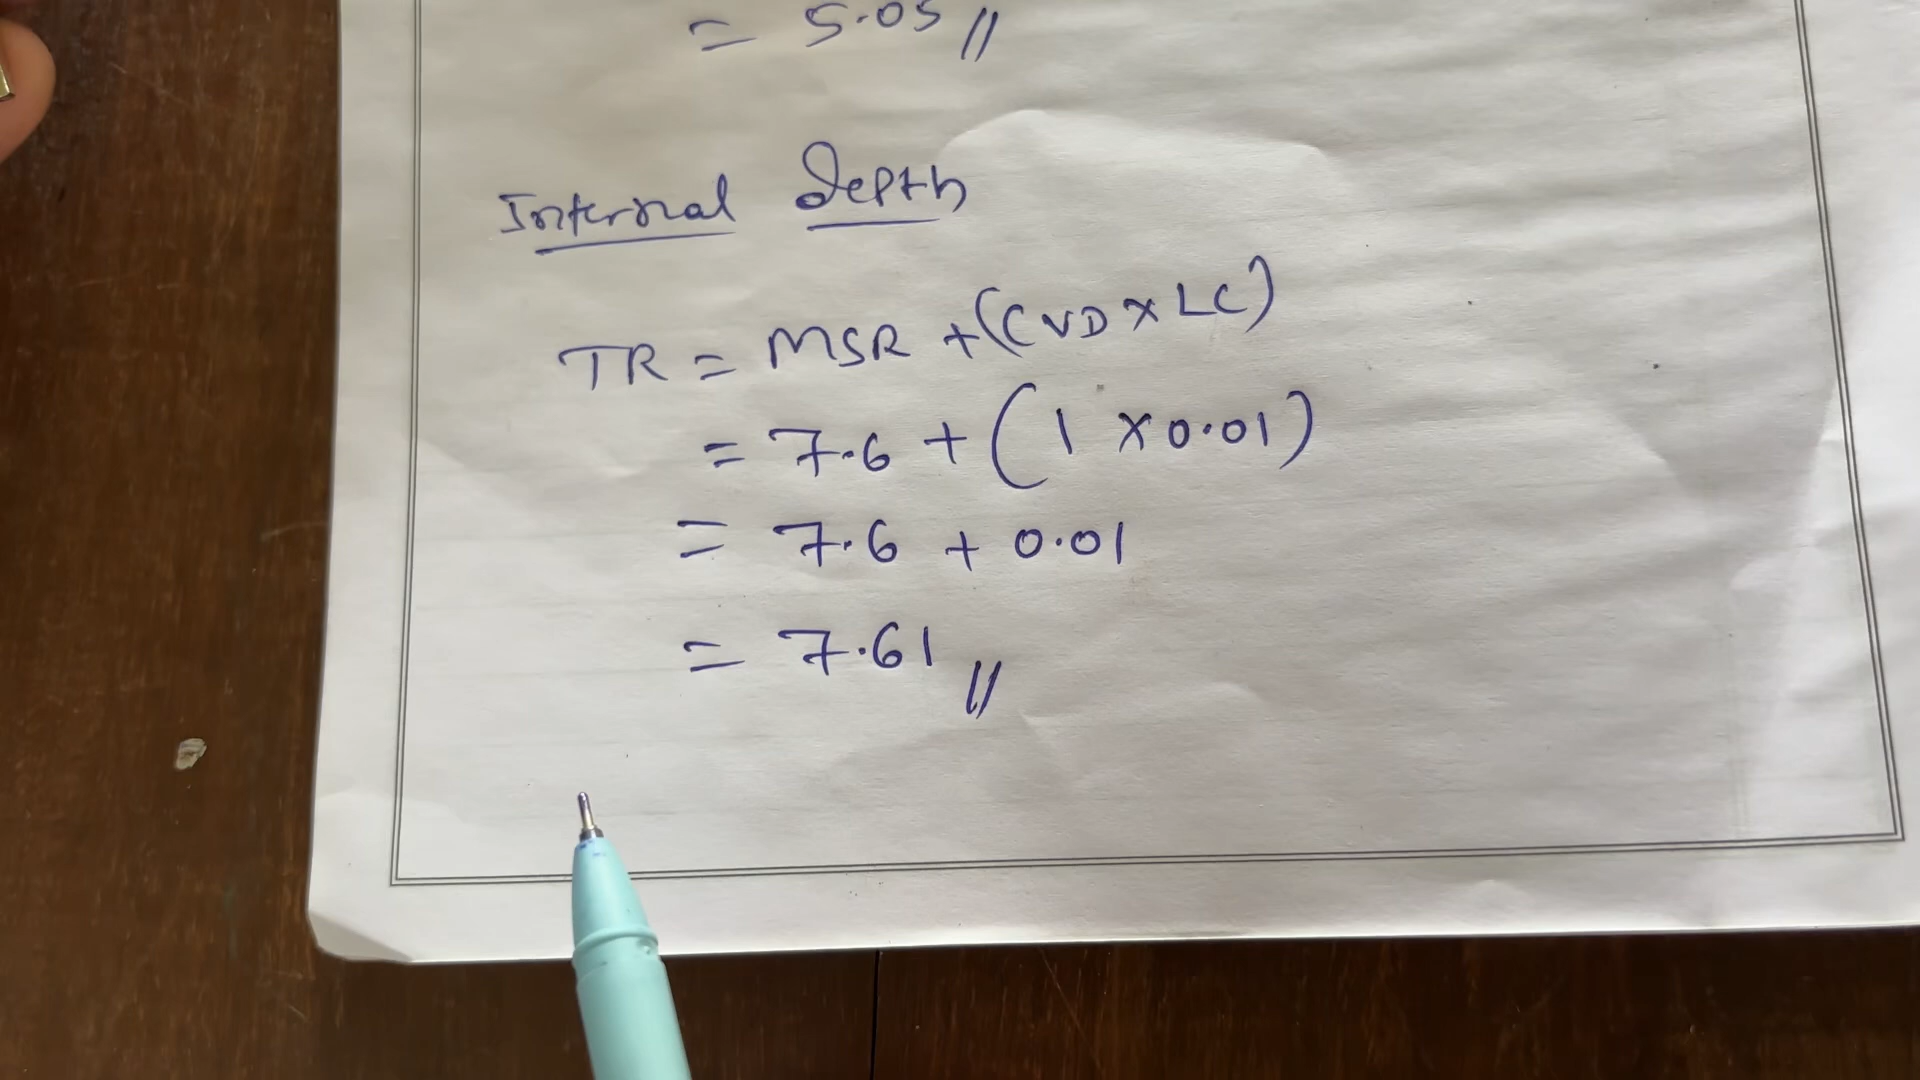 = 5.05 //
Internal depth
TR = MSR + (CVD × LC)
= 7.6 + (1 × 0.01)
= 7.6 + 0.01
= 7.61 //